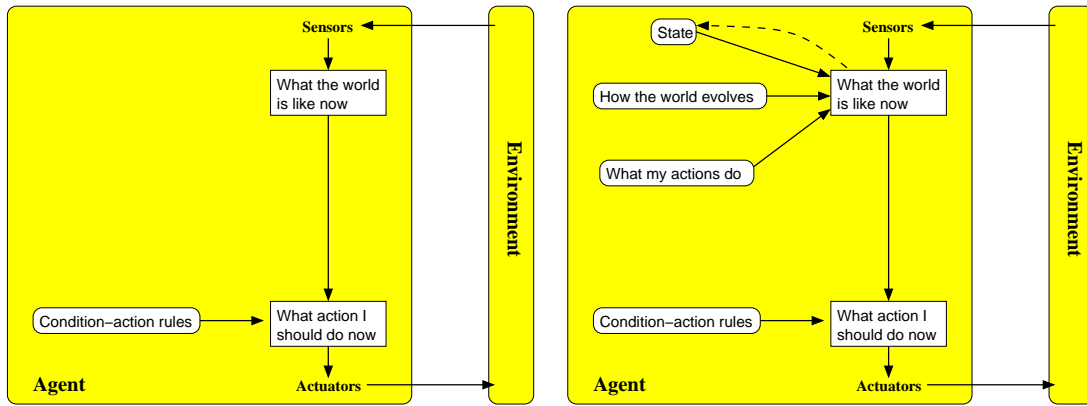 Sensors
What the world
is like now
Environment
Condition−action rules
What action I
should do now
Agent
Actuators
State
Sensors
What the world
is like now
How the world evolves
What my actions do
Environment
Condition−action rules
What action I
should do now
Agent
Actuators